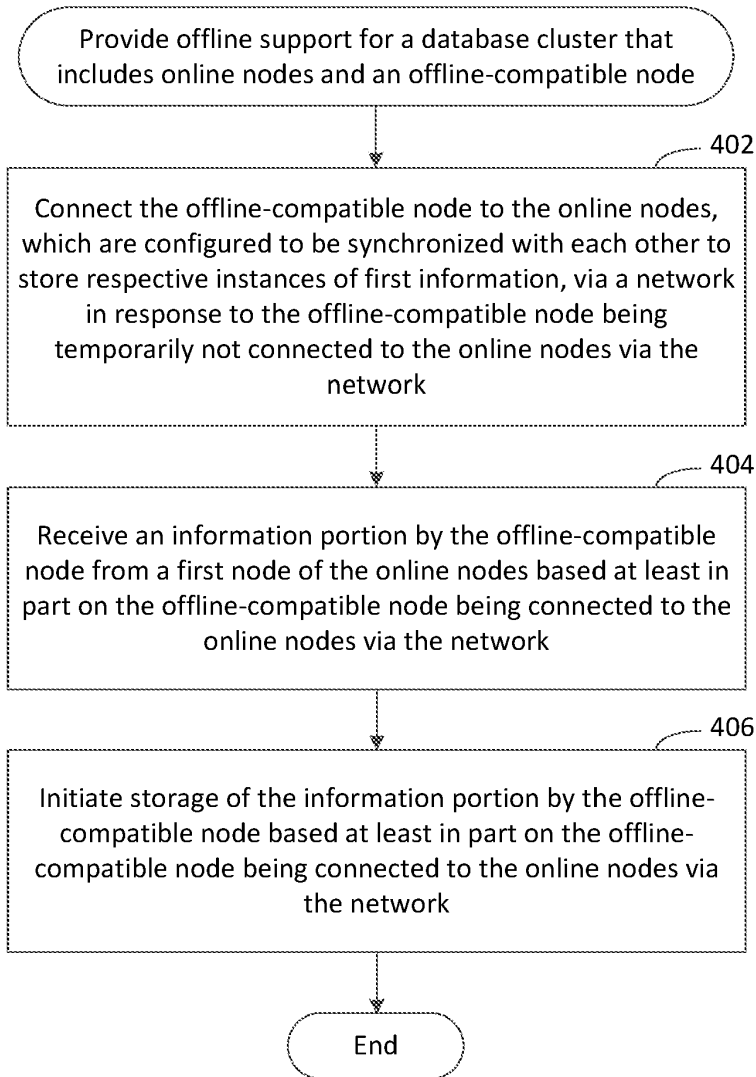 Provide offline support for a database cluster that
includes online nodes and an offline-compatible node
402
Connect the offline-compatible node to the online nodes,
which are configured to be synchronized with each other to
store respective instances of first information, via a network
in response to the offline-compatible node being
temporarily not connected to the online nodes via the
network
404
Receive an information portion by the offline-compatible
node from a first node of the online nodes based at least in
part on the offline-compatible node being connected to the
online nodes via the network
406
Initiate storage of the information portion by the offline-
compatible node based at least in part on the offline-
compatible node being connected to the online nodes via
the network
End